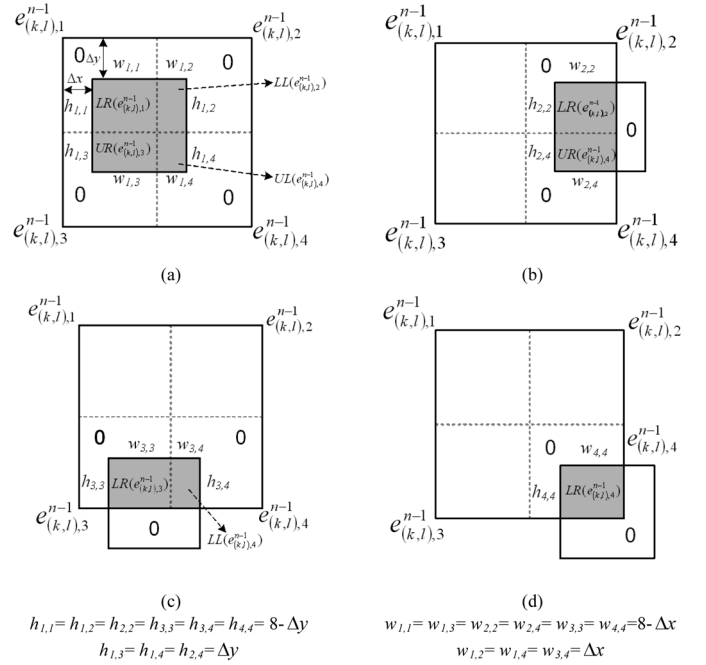 e^{n-1}_{(k,l),1} e^{n-1}_{(k,l),2}
0 Δy w_{1,1} w_{1,2} 0
Δx LL(e^{n-1}_{(k,l),2})
h_{1,1} LR(e^{n-1}_{(k,l),1}) h_{1,2}
h_{1,3} UR(e^{n-1}_{(k,l),3}) h_{1,4}
w_{1,3} w_{1,4} UL(e^{n-1}_{(k,l),4})
0 0
e^{n-1}_{(k,l),3} e^{n-1}_{(k,l),4}
(a)
e^{n-1}_{(k,l),1} e^{n-1}_{(k,l),2}
0 w_{2,2}
h_{2,2} LR(e^{n-1}_{(k,l),2})
0
h_{2,4} UR(e^{n-1}_{(k,l),4})
0 w_{2,4}
e^{n-1}_{(k,l),3} e^{n-1}_{(k,l),4}
(b)
e^{n-1}_{(k,l),1} e^{n-1}_{(k,l),2}
0 w_{3,3} w_{3,4} 0
h_{3,3} LR(e^{n-1}_{(k,l),3}) h_{3,4}
e^{n-1}_{(k,l),3} 0 e^{n-1}_{(k,l),4}
LL(e^{n-1}_{(k,l),4})
(c)
e^{n-1}_{(k,l),1} e^{n-1}_{(k,l),2}
0 w_{4,4} e^{n-1}_{(k,l),4}
h_{4,4} LR(e^{n-1}_{(k,l),4})
e^{n-1}_{(k,l),3} 0
(d)
h_{1,1}= h_{1,2}= h_{2,2}= h_{3,3}= h_{3,4}= h_{4,4}= 8- Δy
h_{1,3}= h_{1,4}= h_{2,4}= Δy
w_{1,1}= w_{1,3}= w_{2,2}= w_{2,4}= w_{3,3}= w_{4,4}=8- Δx
w_{1,2}= w_{1,4}= w_{3,4}= Δx